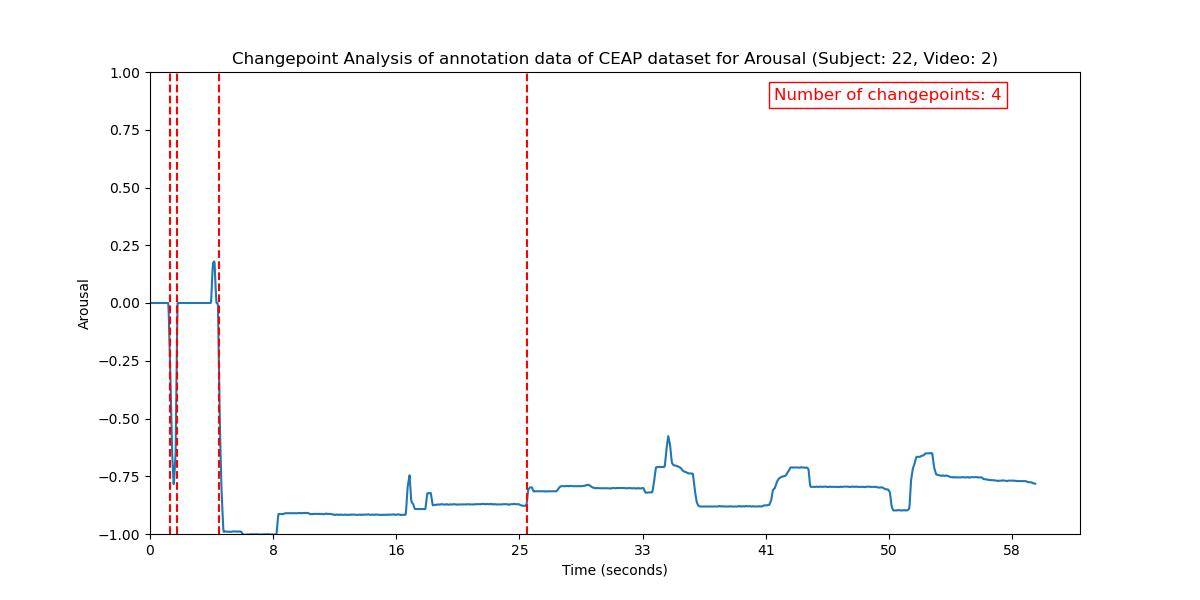 Changepoint Analysis of annotation data of CEAP dataset for Arousal (Subject: 22, Video: 2)
Number of changepoints: 4
1.00
0.75
0.50
0.25
0.00
−0.25
−0.50
−0.75
−1.00
Arousal
0 8 16 25 33 41 50 58
Time (seconds)